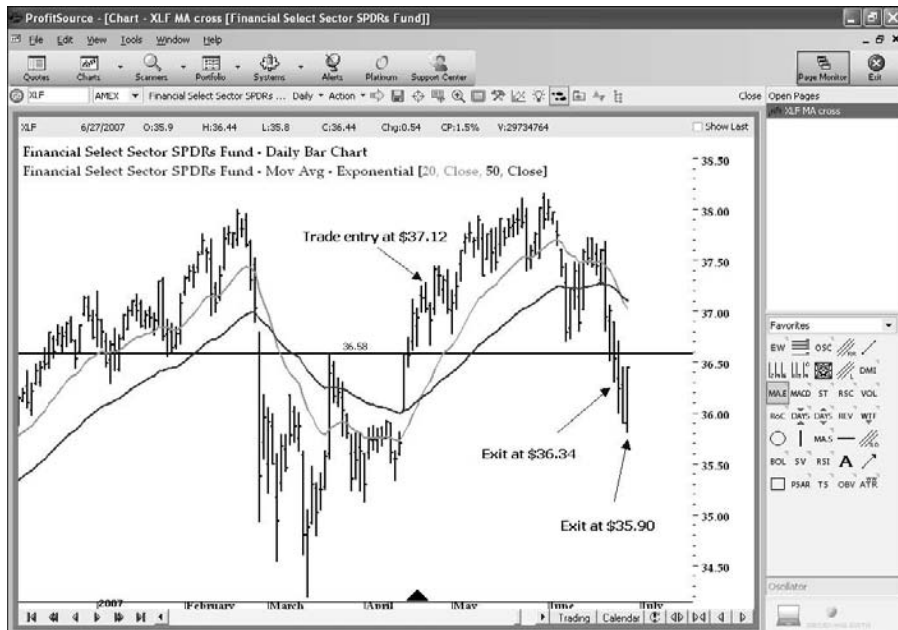 ProfitSource - [Chart - XLF MA cross [Financial Select Sector SPDRs Fund]]
File Edit View Tools Window Help
Quotes Charts Scanners Portfolio Systems Alerts Platinum Support Center Page Monitor Exit
XLF AMEX Financial Select Sector SPDRs ... Daily Action Close Open Pages
XLF MA cross
XLF 6/27/2007 O:35.9 H:36.44 L:35.8 C:36.44 Chg:0.54 CP:1.5% V:29734764 Show Last
Financial Select Sector SPDRs Fund - Daily Bar Chart
Financial Select Sector SPDRs Fund - Mov Avg - Exponential [20, Close, 50, Close]
38.50
38.00
Trade entry at $37.12
37.50
37.00
36.58
36.50
36.00
Exit at $36.34
35.50
Exit at $35.90
35.00
34.50
2007 February March April May June July
Trading Calendar
Favorites
EW OSC
DMI
MA.E MACD ST RSC VOL
RoC DAYS DAYS REV WTF
MA.S
BOL SV RSI A
PSAR TS OBV ATR
Oscillator